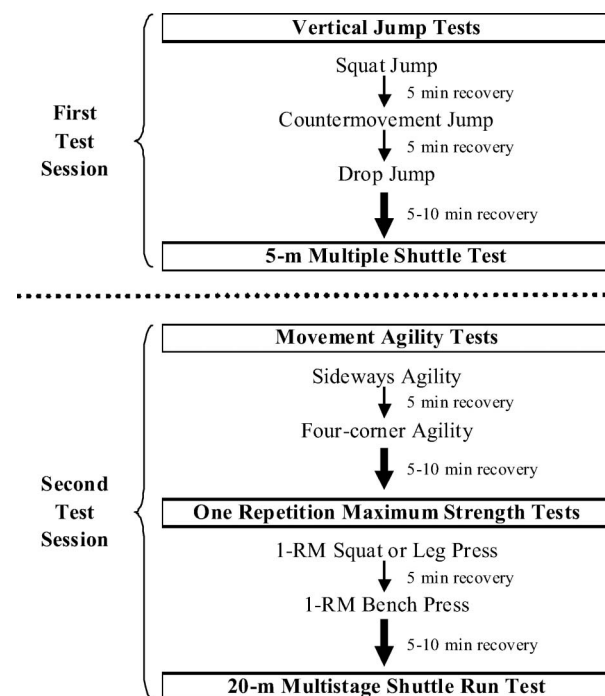 Vertical Jump Tests
Squat Jump
5 min recovery
Countermovement Jump
5 min recovery
Drop Jump
5-10 min recovery
5-m Multiple Shuttle Test
First
Test
Session
Movement Agility Tests
Sideways Agility
5 min recovery
Four-corner Agility
5-10 min recovery
One Repetition Maximum Strength Tests
1-RM Squat or Leg Press
5 min recovery
1-RM Bench Press
5-10 min recovery
20-m Multistage Shuttle Run Test
Second
Test
Session